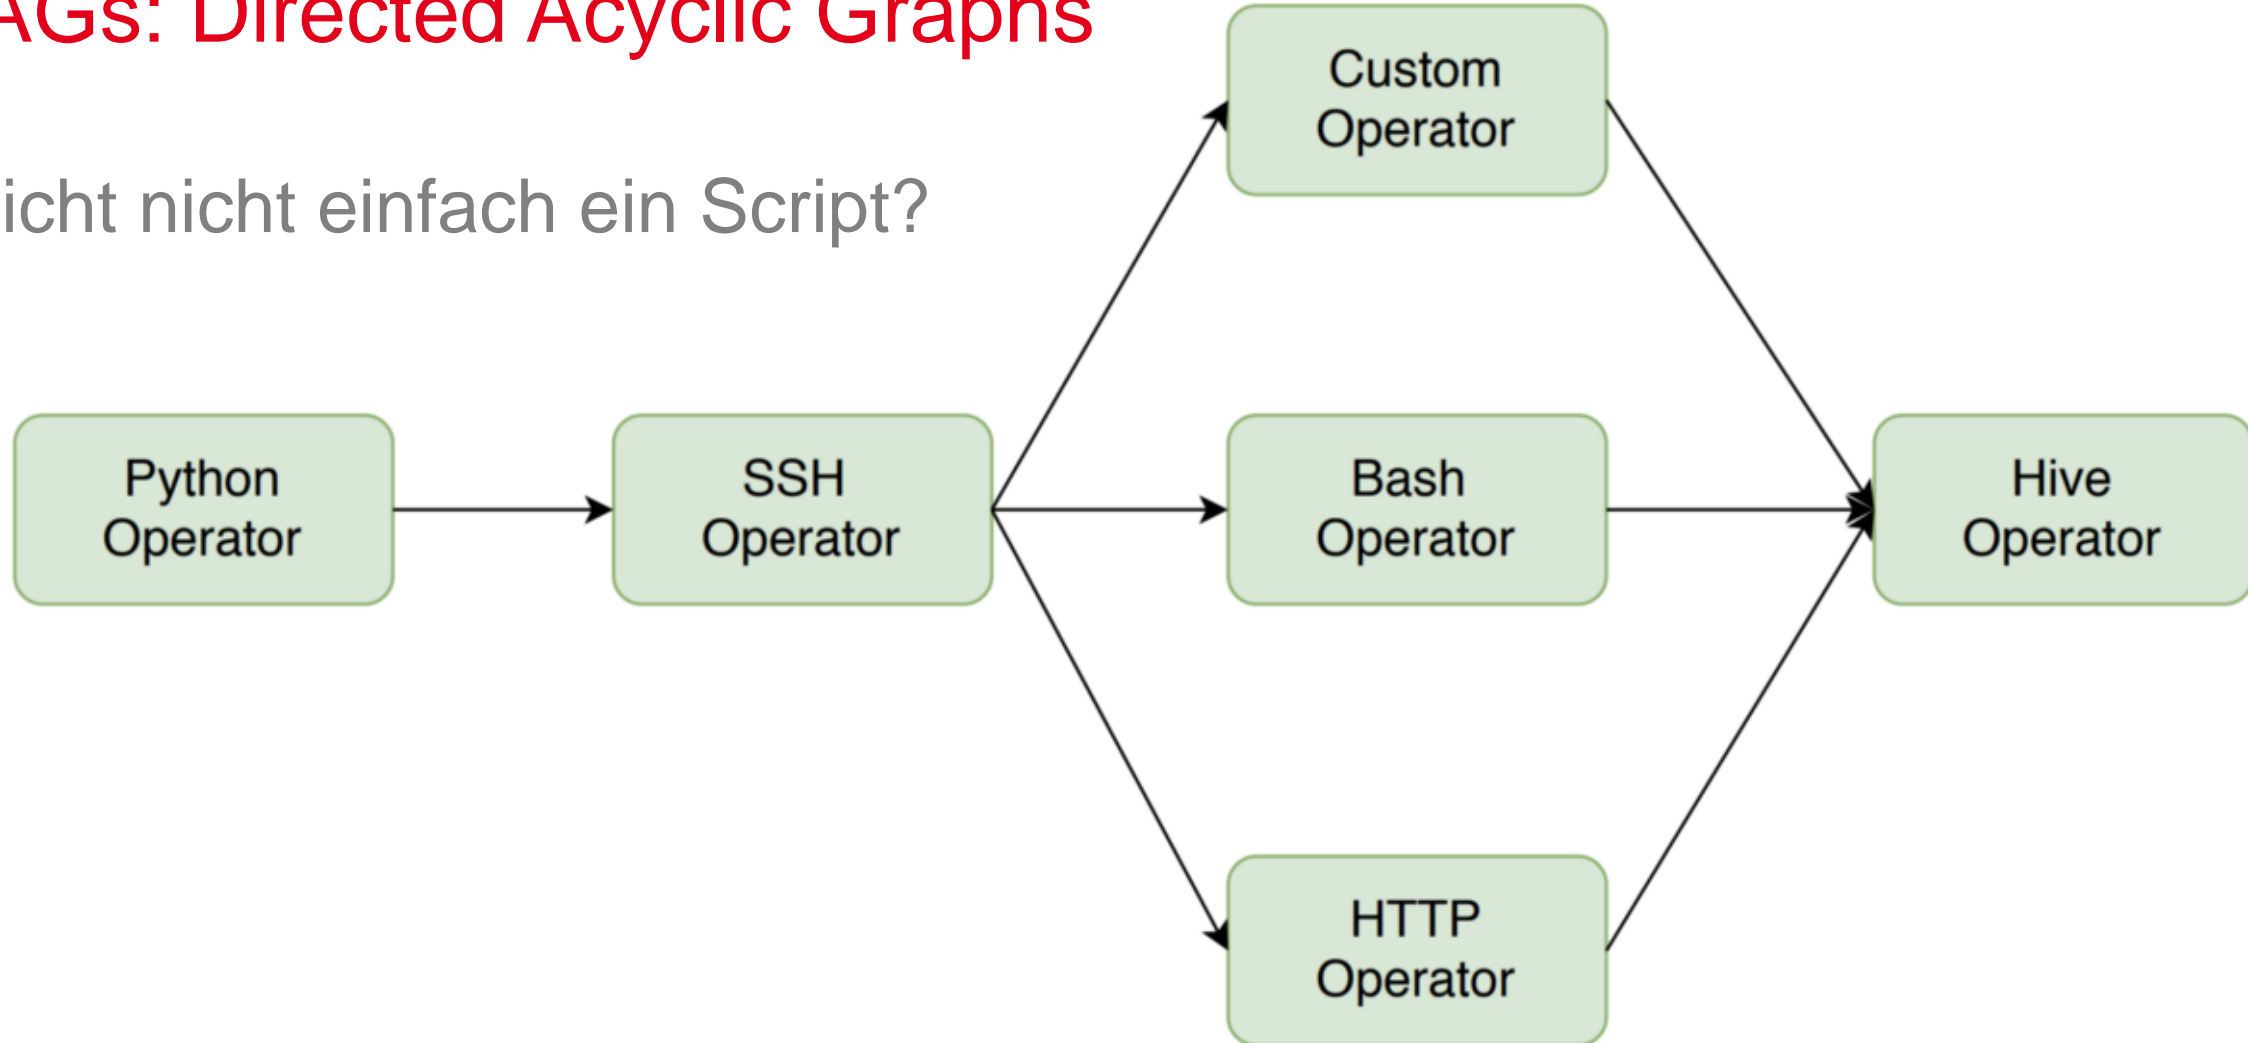 AGs: Directed Acyclic Graphs
icht nicht einfach ein Script?
Custom
Operator
Python
Operator
SSH
Operator
Bash
Operator
Hive
Operator
HTTP
Operator